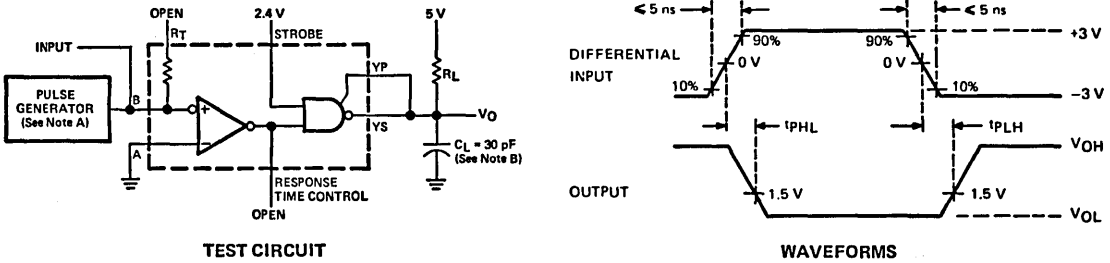 OPEN
RT
2.4 V
STROBE
5 V
RL
INPUT
PULSE
GENERATOR
(See Note A)
B
+
A
−
YP
YS
VO
CL = 30 pF
(See Note B)
RESPONSE
TIME CONTROL
OPEN
TEST CIRCUIT
≤ 5 ns
≤ 5 ns
DIFFERENTIAL
INPUT
10%
90%
0 V
90%
0 V
10%
+3 V
−3 V
tPHL
tPLH
OUTPUT
1.5 V
1.5 V
VOH
VOL
WAVEFORMS